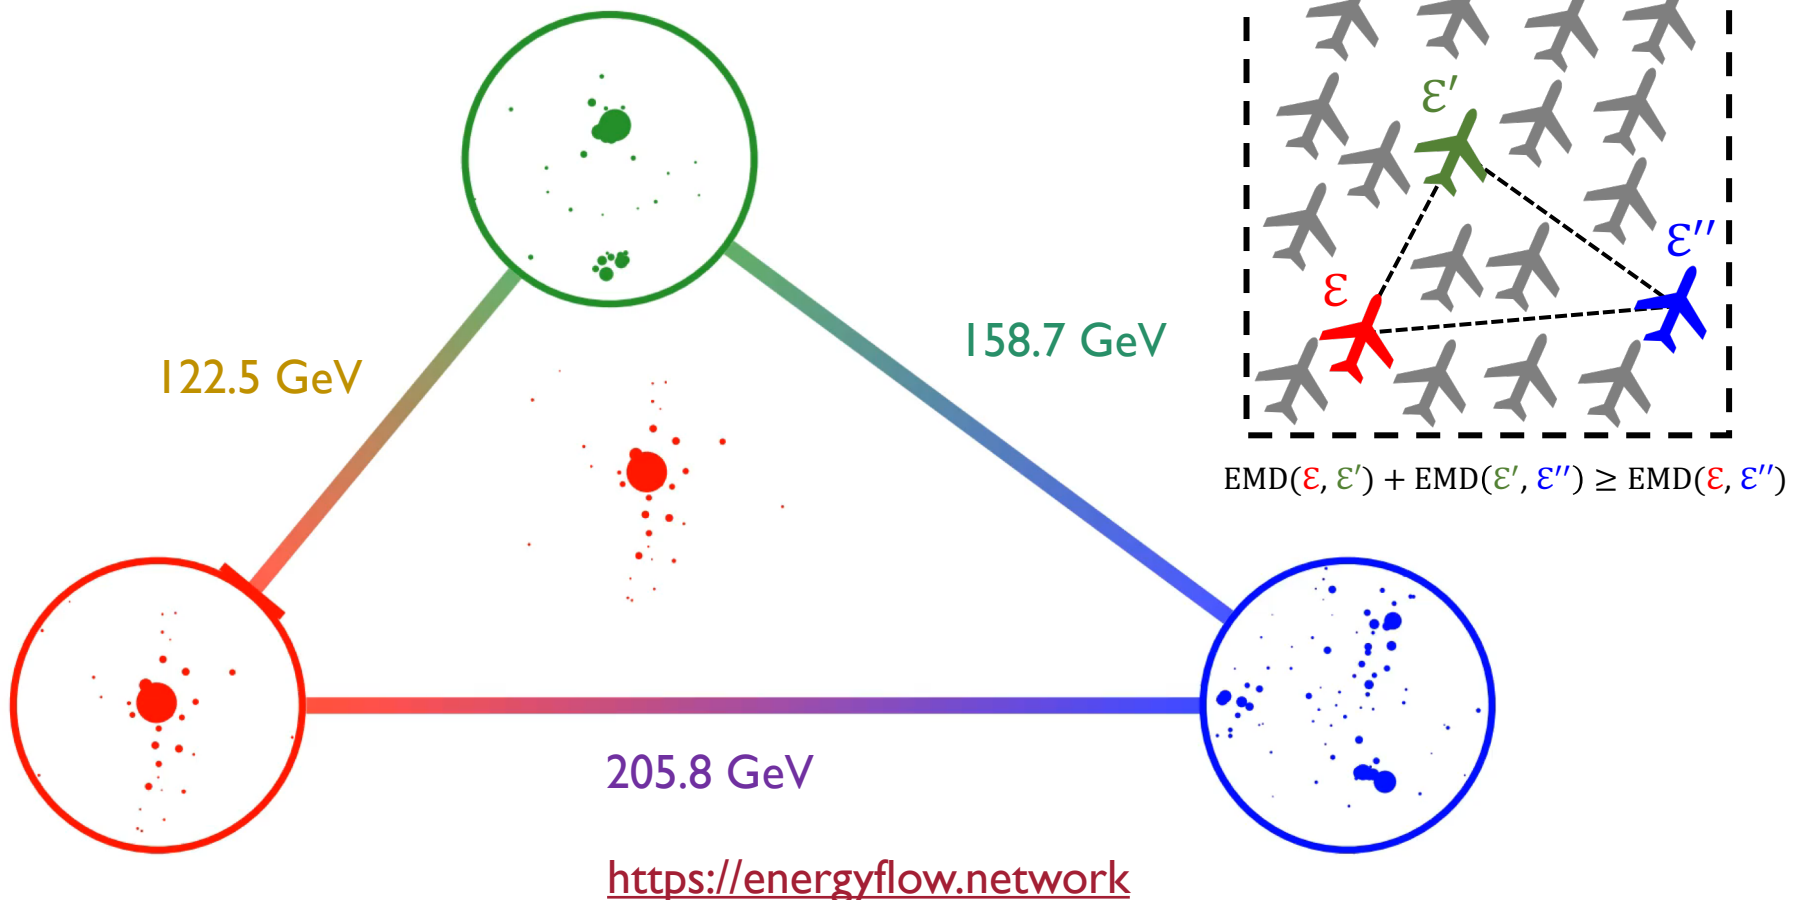 ℇ′
ℇ′′
ℇ
158.7 GeV
122.5 GeV
EMD(ℇ, ℇ′) + EMD(ℇ′, ℇ′′) ≥ EMD(ℇ, ℇ′′)
205.8 GeV
https://energyflow.network